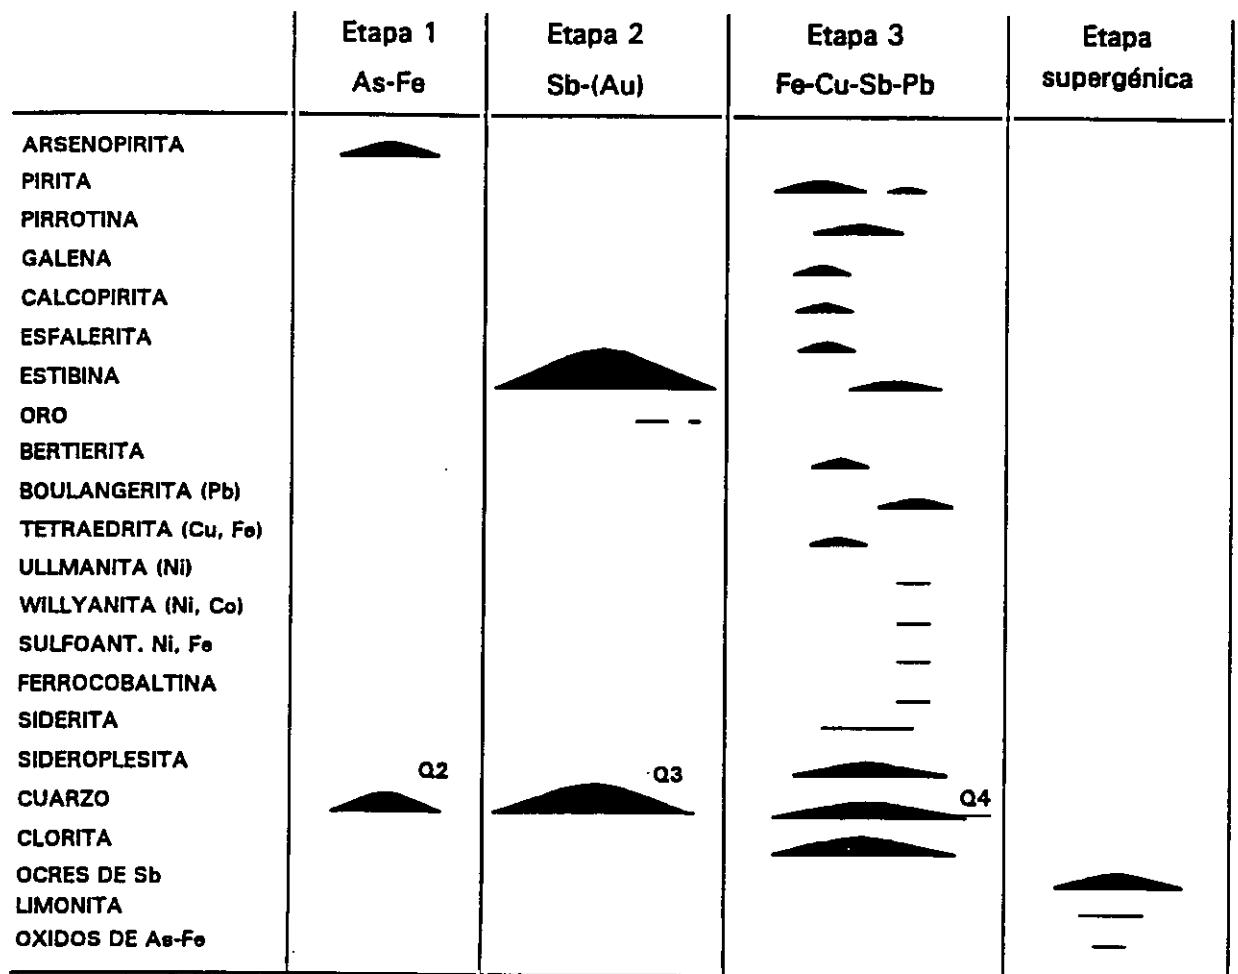 Etapa 1
Etapa 2
Etapa 3
Etapa
As-Fe
Sb-(Au)
Fe-Cu-Sb-Pb
supergénica
ARSENOPIRITA
PIRITA
PIRROTINA
GALENA
CALCOPIRITA
ESFALERITA
ESTIBINA
ORO
BERTIERITA
BOULANGERITA (Pb)
TETRAEDRITA (Cu, Fe)
ULLMANITA (Ni)
WILLYANITA (Ni, Co)
SULFOANT. Ni, Fe
FERROCOBALTINA
SIDERITA
SIDEROPLESITA
Q2
Q3
CUARZO
Q4
CLORITA
OCRES DE Sb
LIMONITA
OXIDOS DE As-Fe